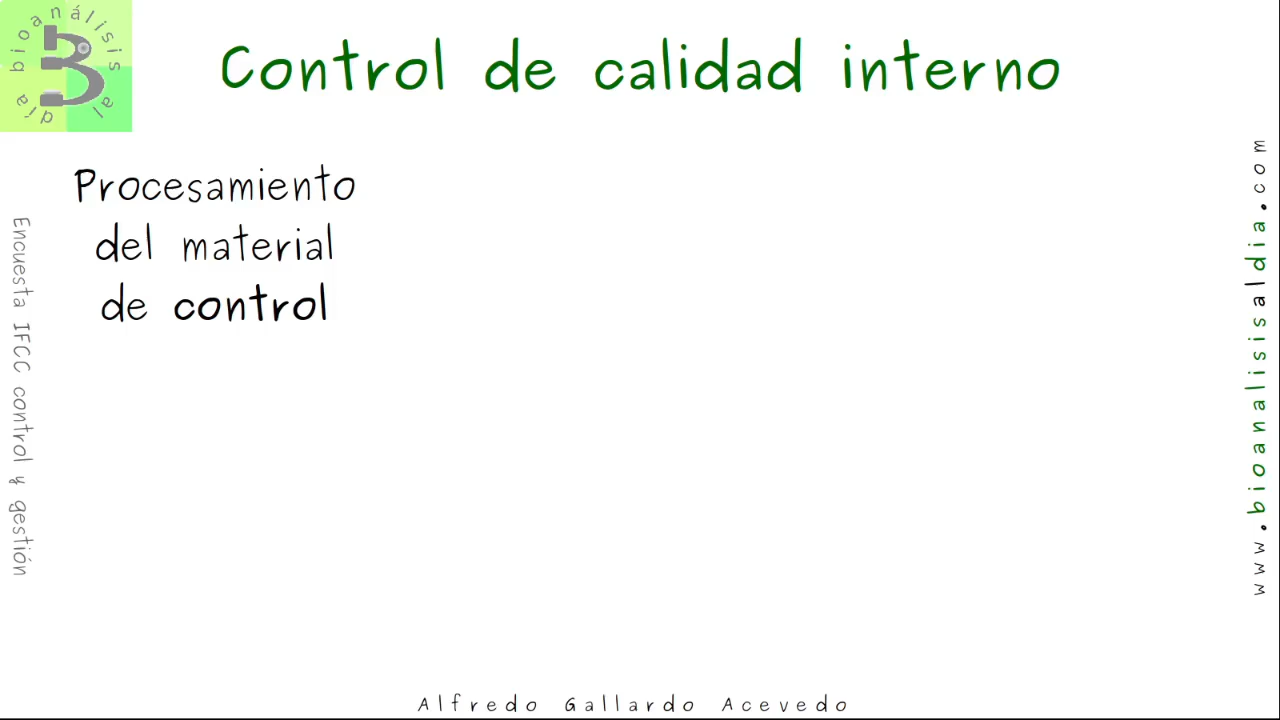 bioanálisis al día
Control de calidad interno
Procesamiento
del material
de control
Encuesta IFCC control y gestión
www.bioanalisisaldia.com
Alfredo Gallardo Acevedo